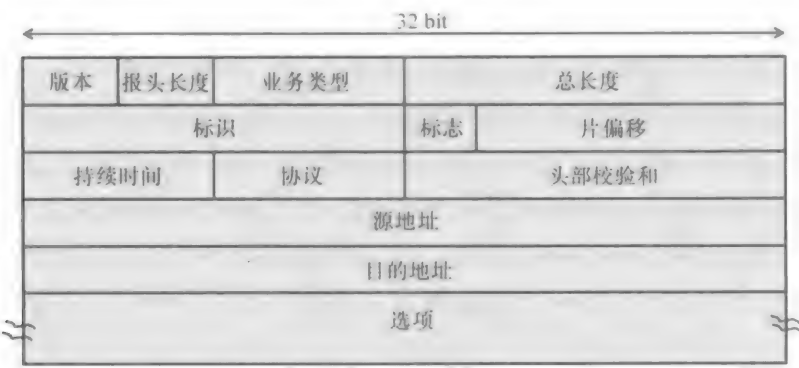 32 bit
版本 报头长度 业务类型 总长度
标识 标志 片偏移
持续时间 协议 头部校验和
源地址
目的地址
选项